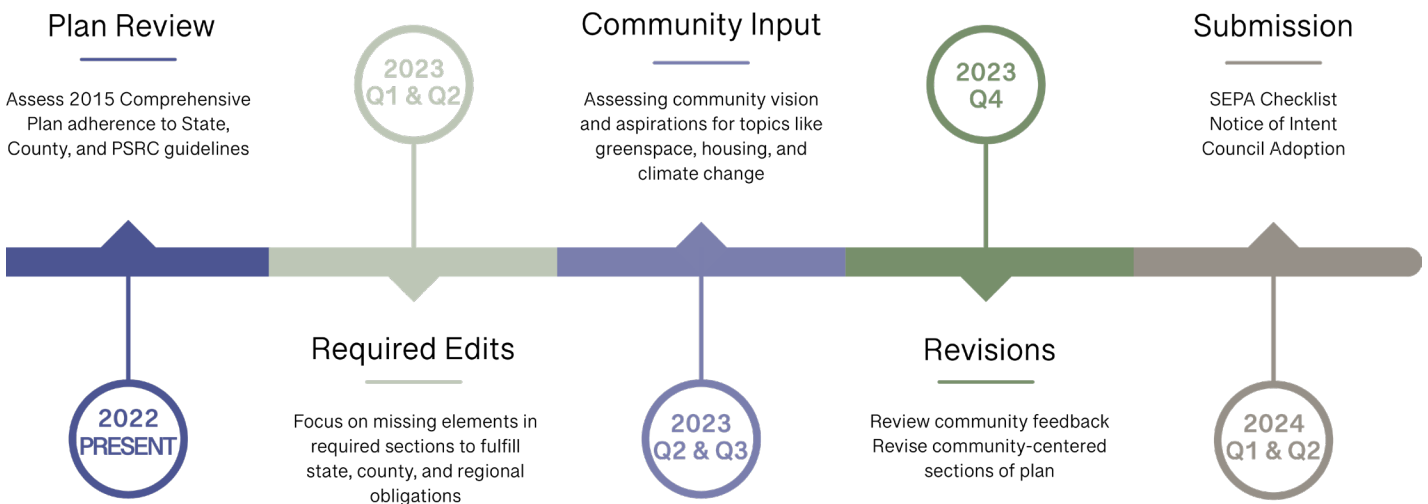 Plan Review
Assess 2015 Comprehensive
Plan adherence to State,
County, and PSRC guidelines
2022
PRESENT
2023
Q1 & Q2
Required Edits
Focus on missing elements in
required sections to fulfill
state, county, and regional
obligations
Community Input
Assessing community vision
and aspirations for topics like
greenspace, housing, and
climate change
2023
Q2 & Q3
2023
Q4
Revisions
Review community feedback
Revise community-centered
sections of plan
Submission
SEPA Checklist
Notice of Intent
Council Adoption
2024
Q1 & Q2